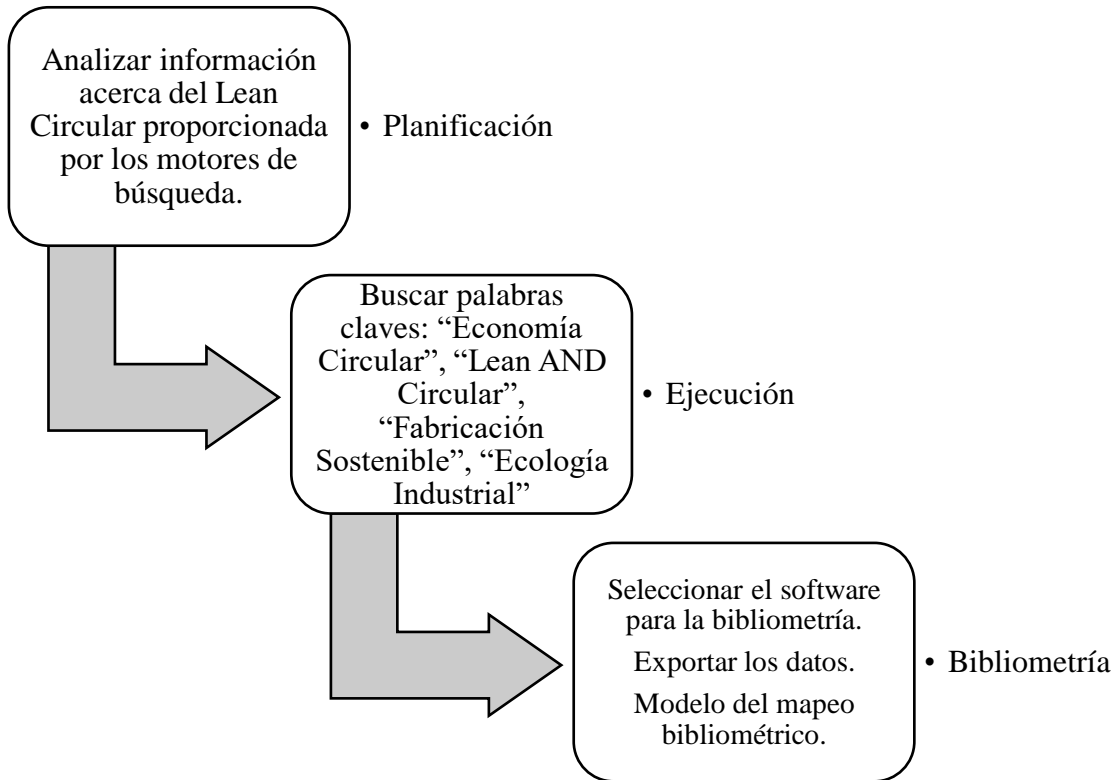 Analizar información
acerca del Lean
Circular proporcionada
por los motores de
búsqueda.
• Planificación
Buscar palabras
claves: “Economía
Circular”, “Lean AND
Circular”,
“Fabricación
Sostenible”, “Ecología
Industrial”
• Ejecución
Seleccionar el software
para la bibliometría.
Exportar los datos.
Modelo del mapeo
bibliométrico.
• Bibliometría